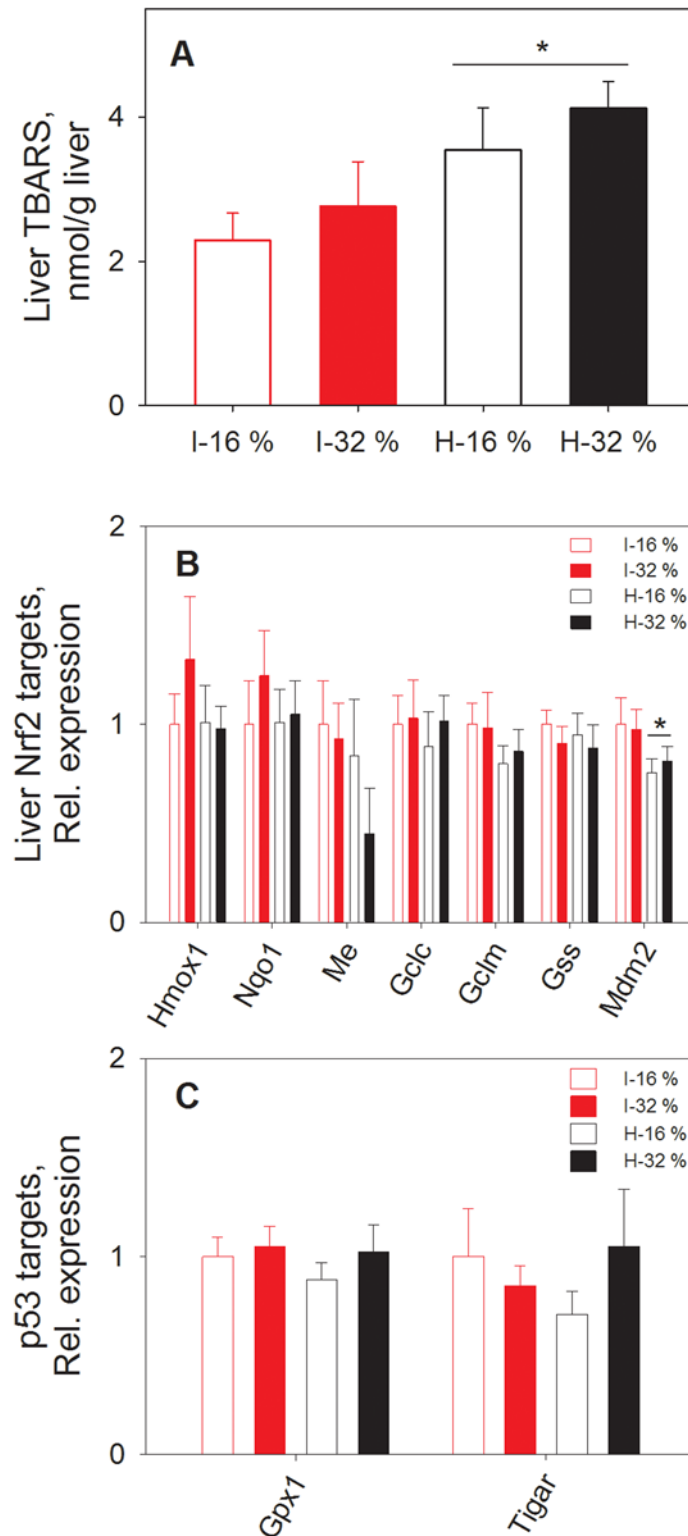 A
*
Liver TBARS,
nmol/g liver
4
2
0
I-16 %
I-32 %
H-16 %
H-32 %
B
I-16 %
I-32 %
H-16 %
H-32 %
*
Liver Nrf2 targets,
Rel. expression
2
1
0
Hmox1
Nqo1
Me
Gclc
Gclm
Gss
Mdm2
C
I-16 %
I-32 %
H-16 %
H-32 %
p53 targets,
Rel. expression
2
1
0
Gpx1
Tigar